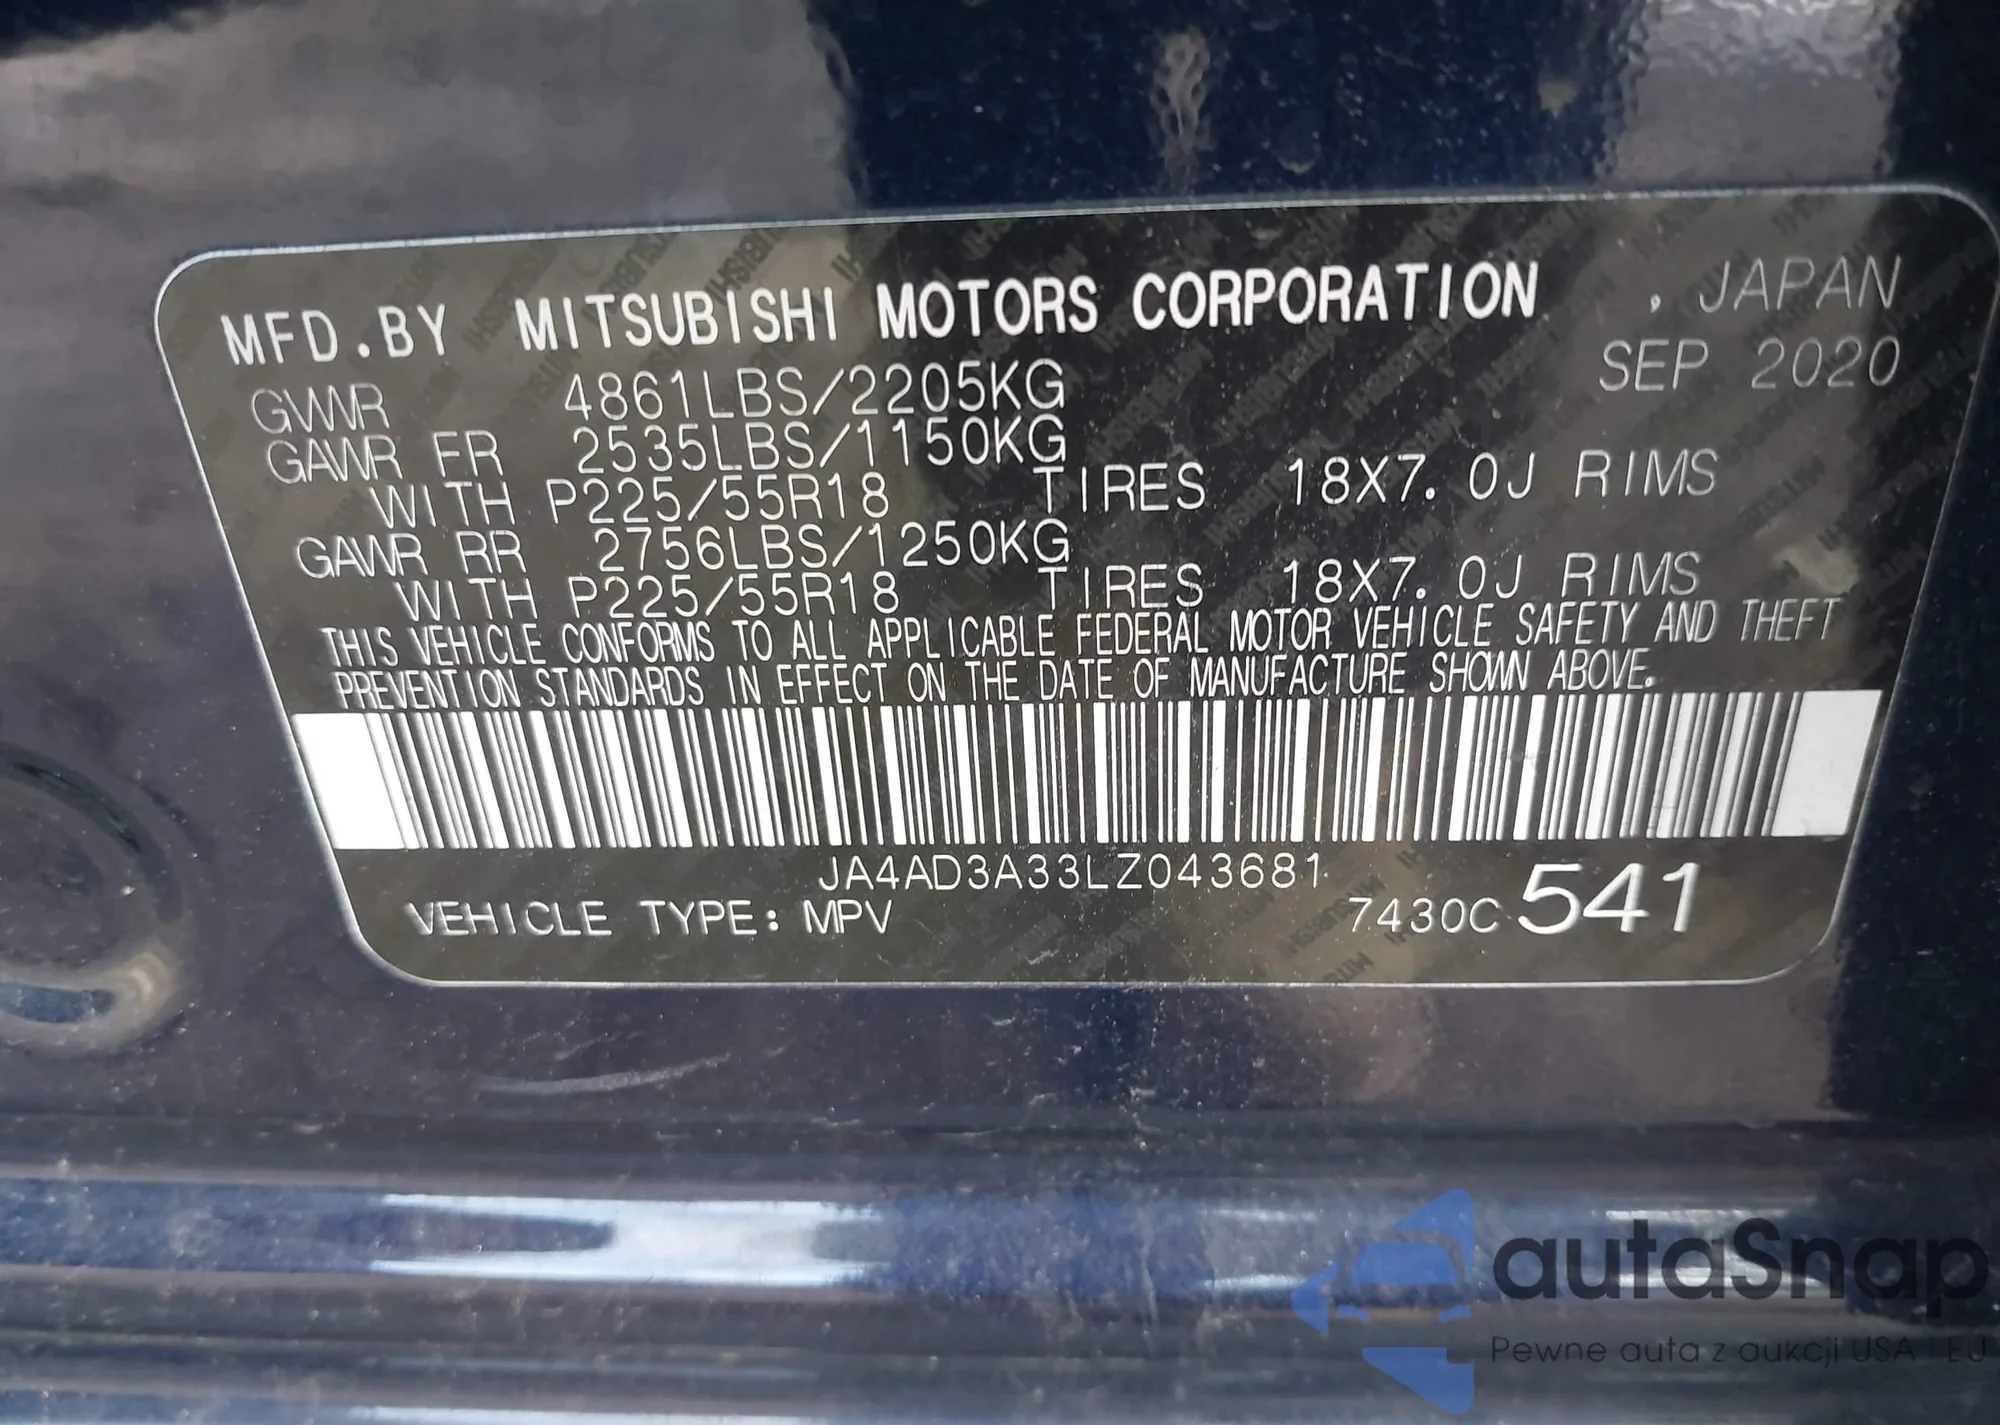 MFD.BY MITSUBISHI MOTORS CORPORATION , JAPAN
SEP 2020
GVWR 4861LBS/2205KG
GAWR FR 2535LBS/1150KG
WITH P225/55R18 TIRES 18X7.0J RIMS
GAWR RR 2756LBS/1250KG
WITH P225/55R18 TIRES 18X7.0J RIMS
THIS VEHICLE CONFORMS TO ALL APPLICABLE FEDERAL MOTOR VEHICLE SAFETY AND THEFT
PREVENTION STANDARDS IN EFFECT ON THE DATE OF MANUFACTURE SHOWN ABOVE.
JA4AD3A33LZ043681
VEHICLE TYPE: MPV 7430C 541
autoSnap
Pewne auta z aukcji USA i EU